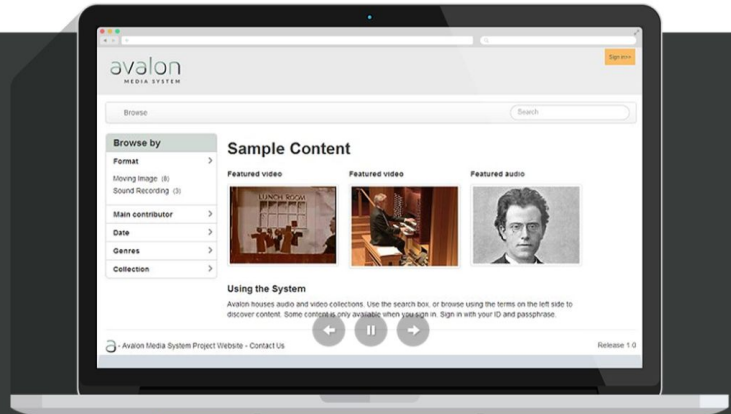 avalon
MEDIA SYSTEM
Browse
Search
Browse by
Format
Moving Image (8)
Sound Recording (3)
Main contributor
Date
Genres
Collection
Sample Content
Featured video
Featured video
Featured audio
LUNCH ROOM
Using the System
Avalon houses audio and video collections. Use the search box, or browse using the terms on the left side to
discover content. Some content is only available when you sign in. Sign in with your ID and passphrase.
- Avalon Media System Project Website - Contact Us
Release 1.0